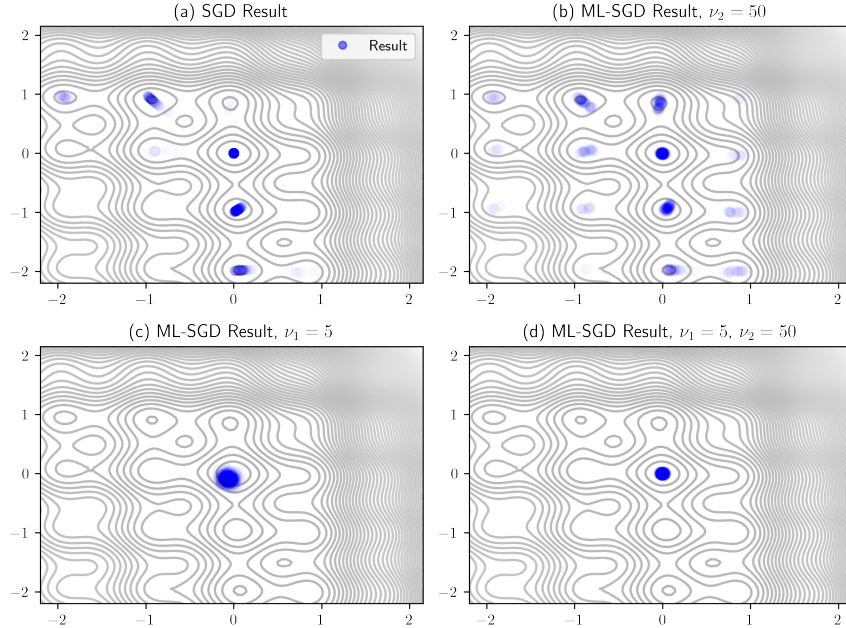 (a) SGD Result
Result
2
1
0
−1
−2
−2 −1 0 1 2
(b) ML-SGD Result, ν₂ = 50
2
1
0
−1
−2
−2 −1 0 1 2
(c) ML-SGD Result, ν₁ = 5
2
1
0
−1
−2
−2 −1 0 1 2
(d) ML-SGD Result, ν₁ = 5, ν₂ = 50
2
1
0
−1
−2
−2 −1 0 1 2